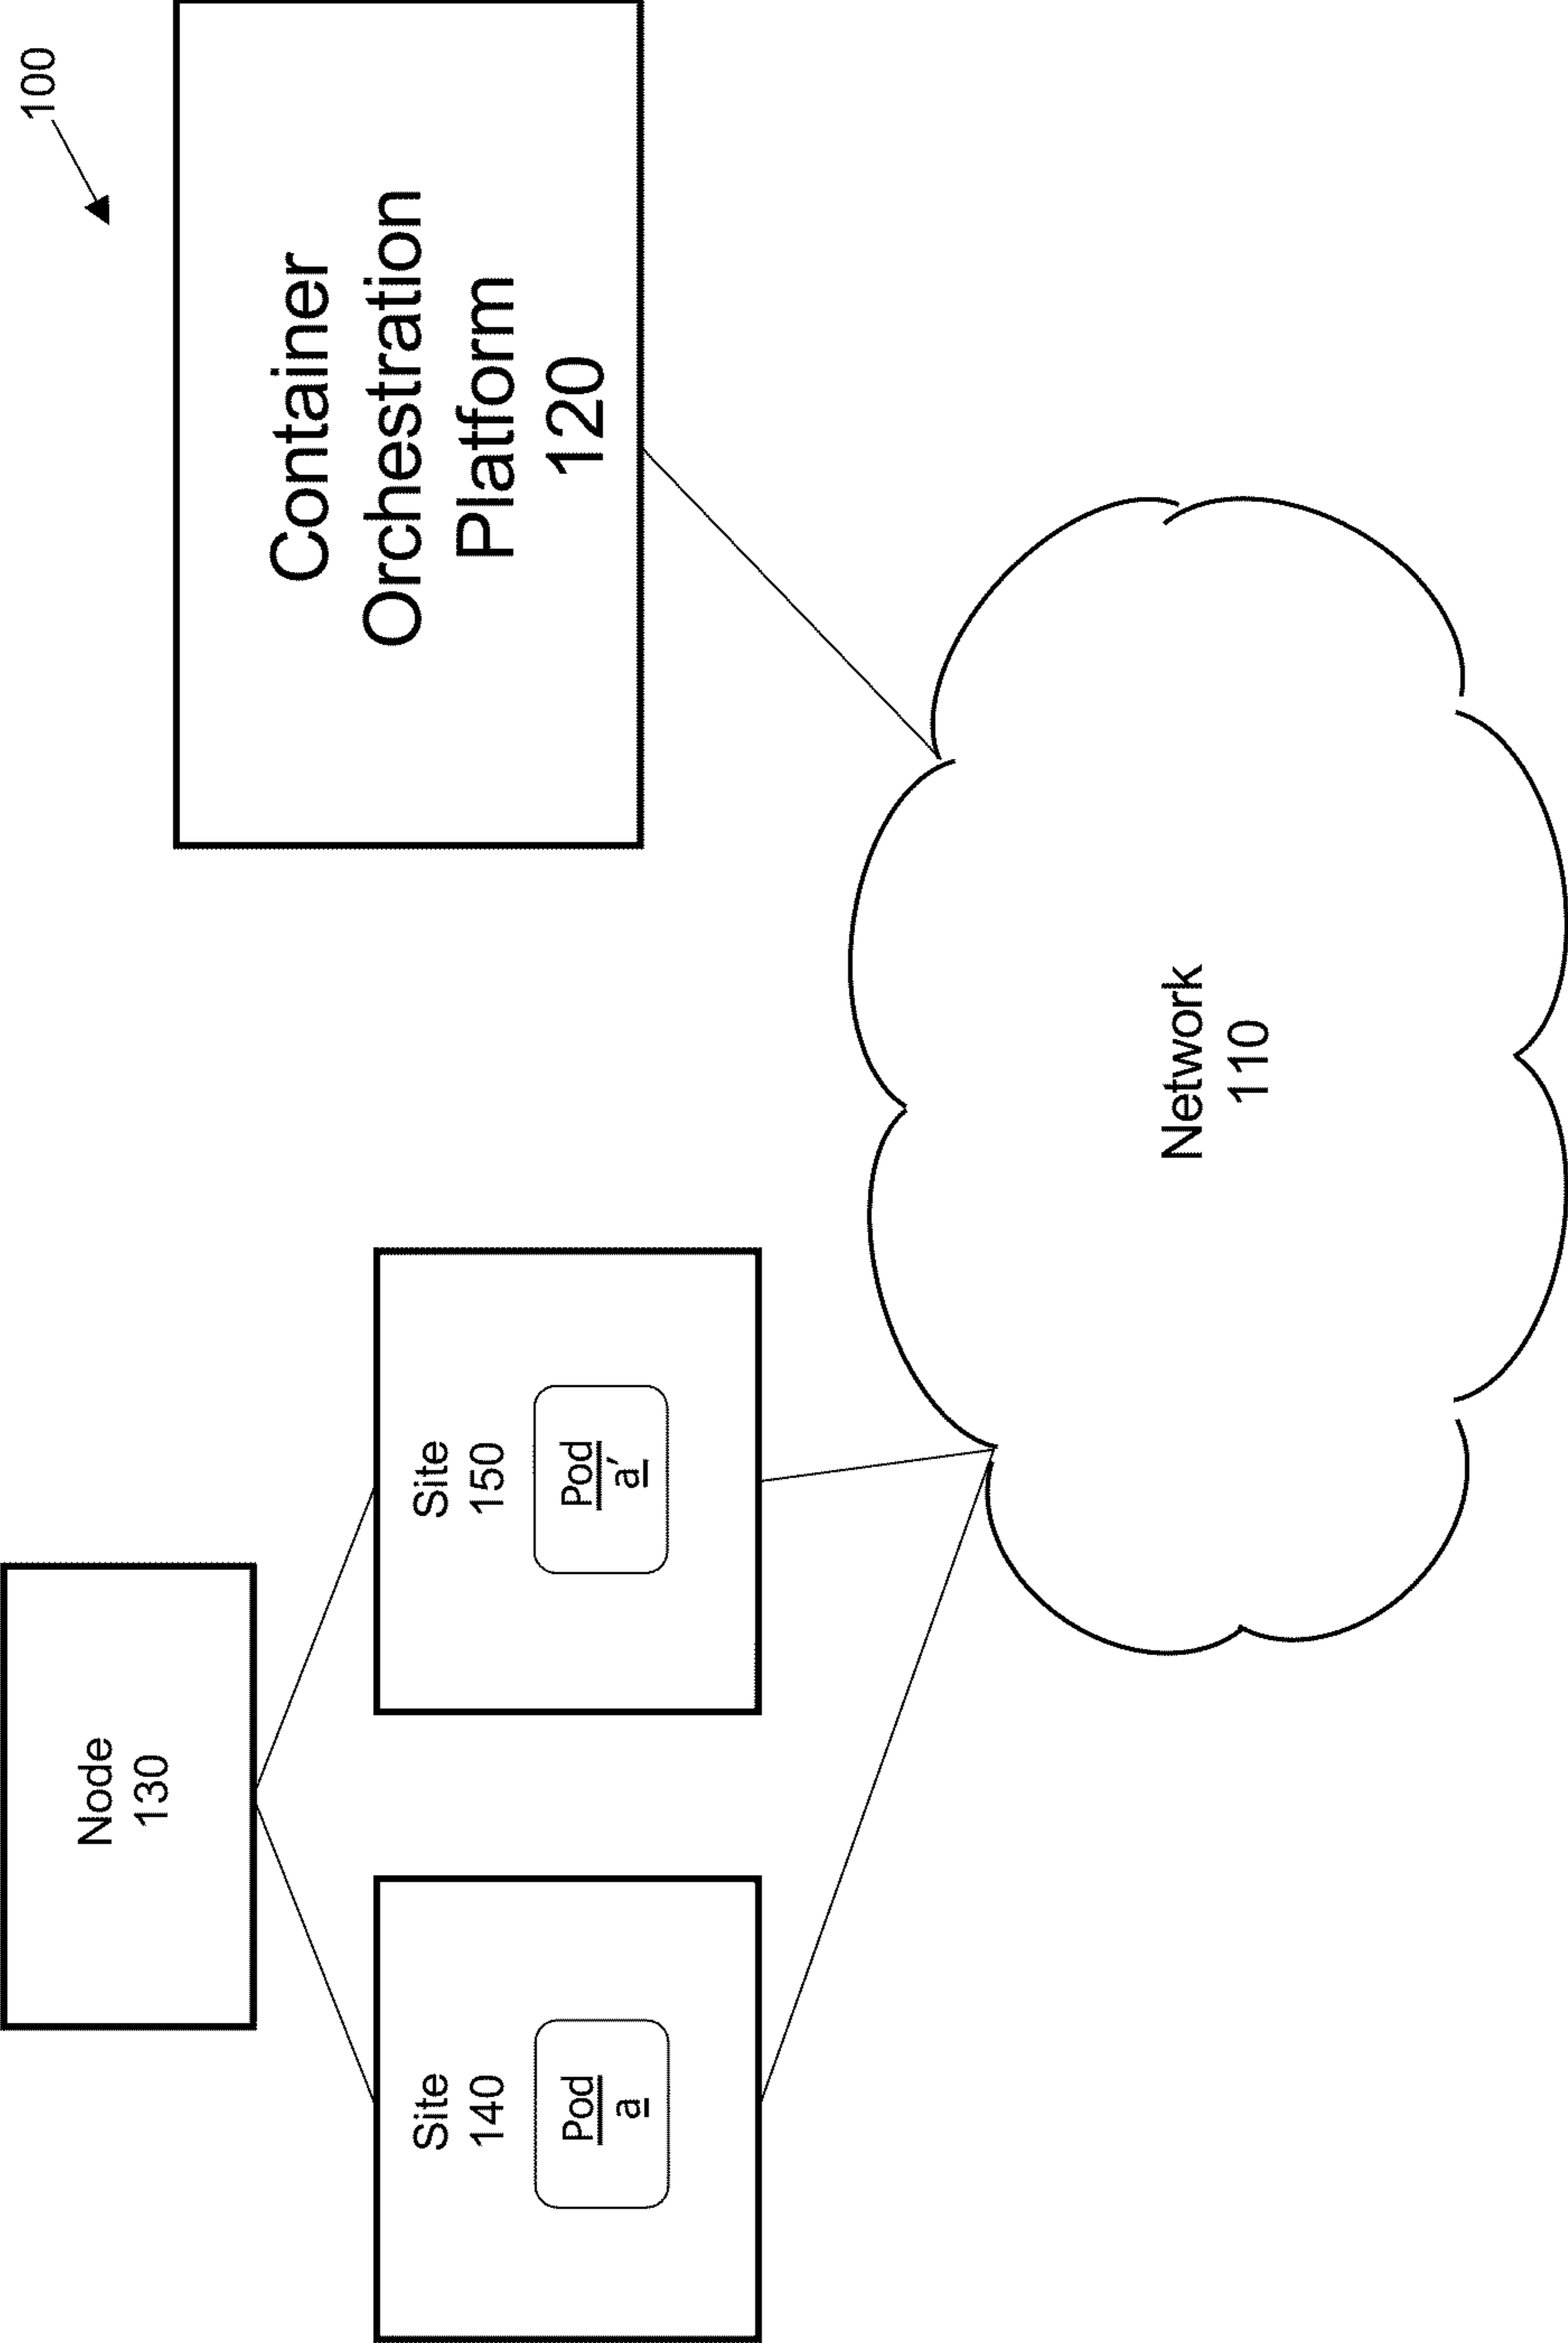 100
Node
130
Container
Orchestration
Platform
120
Site
140
Pod
a
Site
150
Pod
a′
Network
110